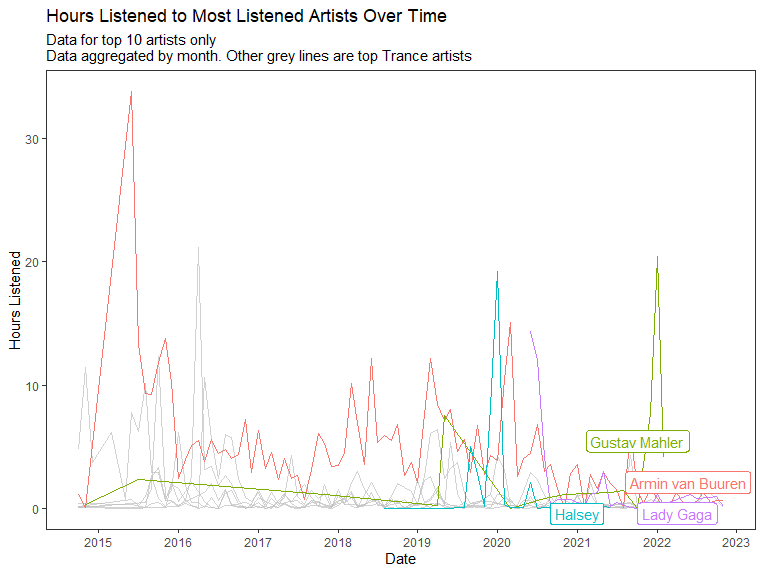 Hours Listened to Most Listened Artists Over Time
Data for top 10 artists only
Data aggregated by month. Other grey lines are top Trance artists
Hours Listened
30
20
10
0
Gustav Mahler
Armin van Buuren
Halsey
Lady Gaga
2015 2016 2017 2018 2019 2020 2021 2022 2023
Date